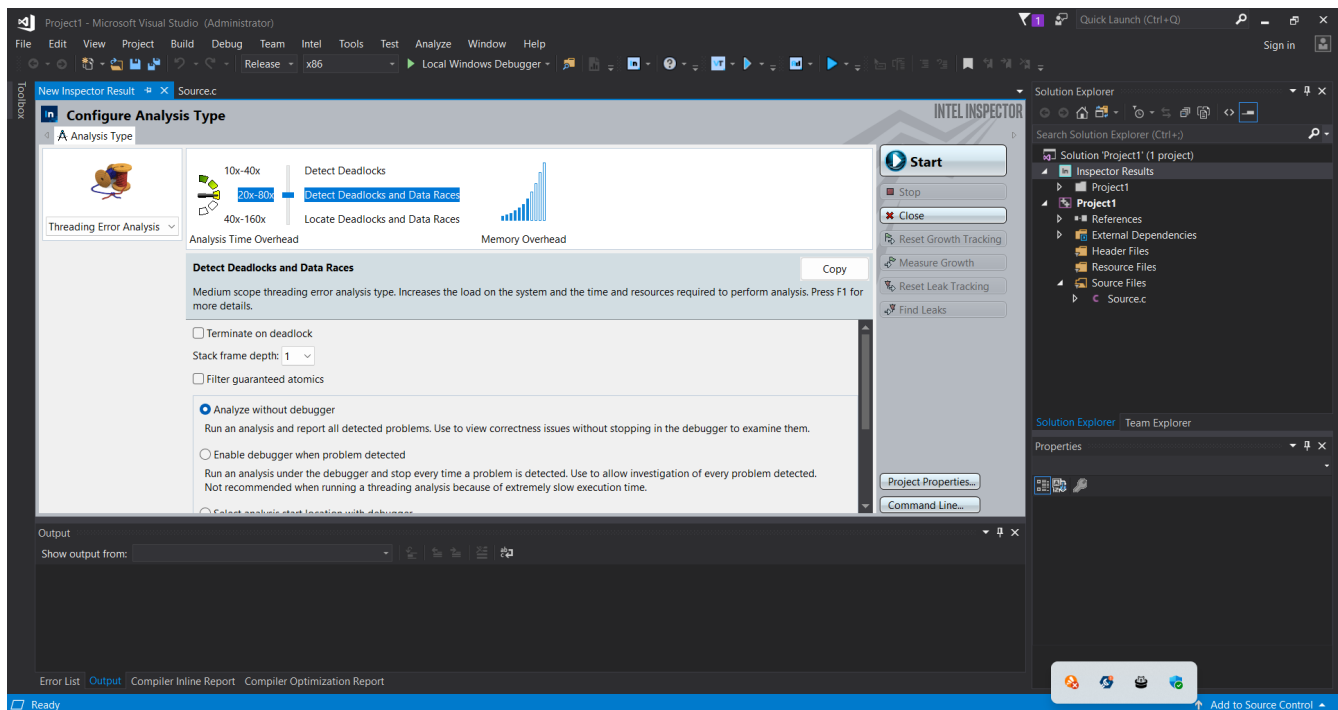 Project1 - Microsoft Visual Studio (Administrator)
1
Quick Launch (Ctrl+Q)
File Edit View Project Build Debug Team Intel Tools Test Analyze Window Help
Sign in
Release x86 Local Windows Debugger
Toolbox
New Inspector Result Source.c
in Configure Analysis Type
INTEL INSPECTOR
Analysis Type
Threading Error Analysis
10x-40x Detect Deadlocks
20x-80x Detect Deadlocks and Data Races
40x-160x Locate Deadlocks and Data Races
Analysis Time Overhead Memory Overhead
Detect Deadlocks and Data Races
Copy
Medium scope threading error analysis type. Increases the load on the system and the time and resources required to perform analysis. Press F1 for
more details.
Terminate on deadlock
Stack frame depth: 1
Filter guaranteed atomics
Analyze without debugger
Run an analysis and report all detected problems. Use to view correctness issues without stopping in the debugger to examine them.
Enable debugger when problem detected
Run an analysis under the debugger and stop every time a problem is detected. Use to allow investigation of every problem detected.
Not recommended when running a threading analysis because of extremely slow execution time.
Select analysis start location with debugger
Start
Stop
Close
Reset Growth Tracking
Measure Growth
Reset Leak Tracking
Find Leaks
Project Properties...
Command Line...
Solution Explorer
Search Solution Explorer (Ctrl+;)
Solution 'Project1' (1 project)
in Inspector Results
Project1
Project1
References
External Dependencies
Header Files
Resource Files
Source Files
C Source.c
Solution Explorer Team Explorer
Properties
Output
Show output from:
Error List Output Compiler Inline Report Compiler Optimization Report
Ready
Add to Source Control